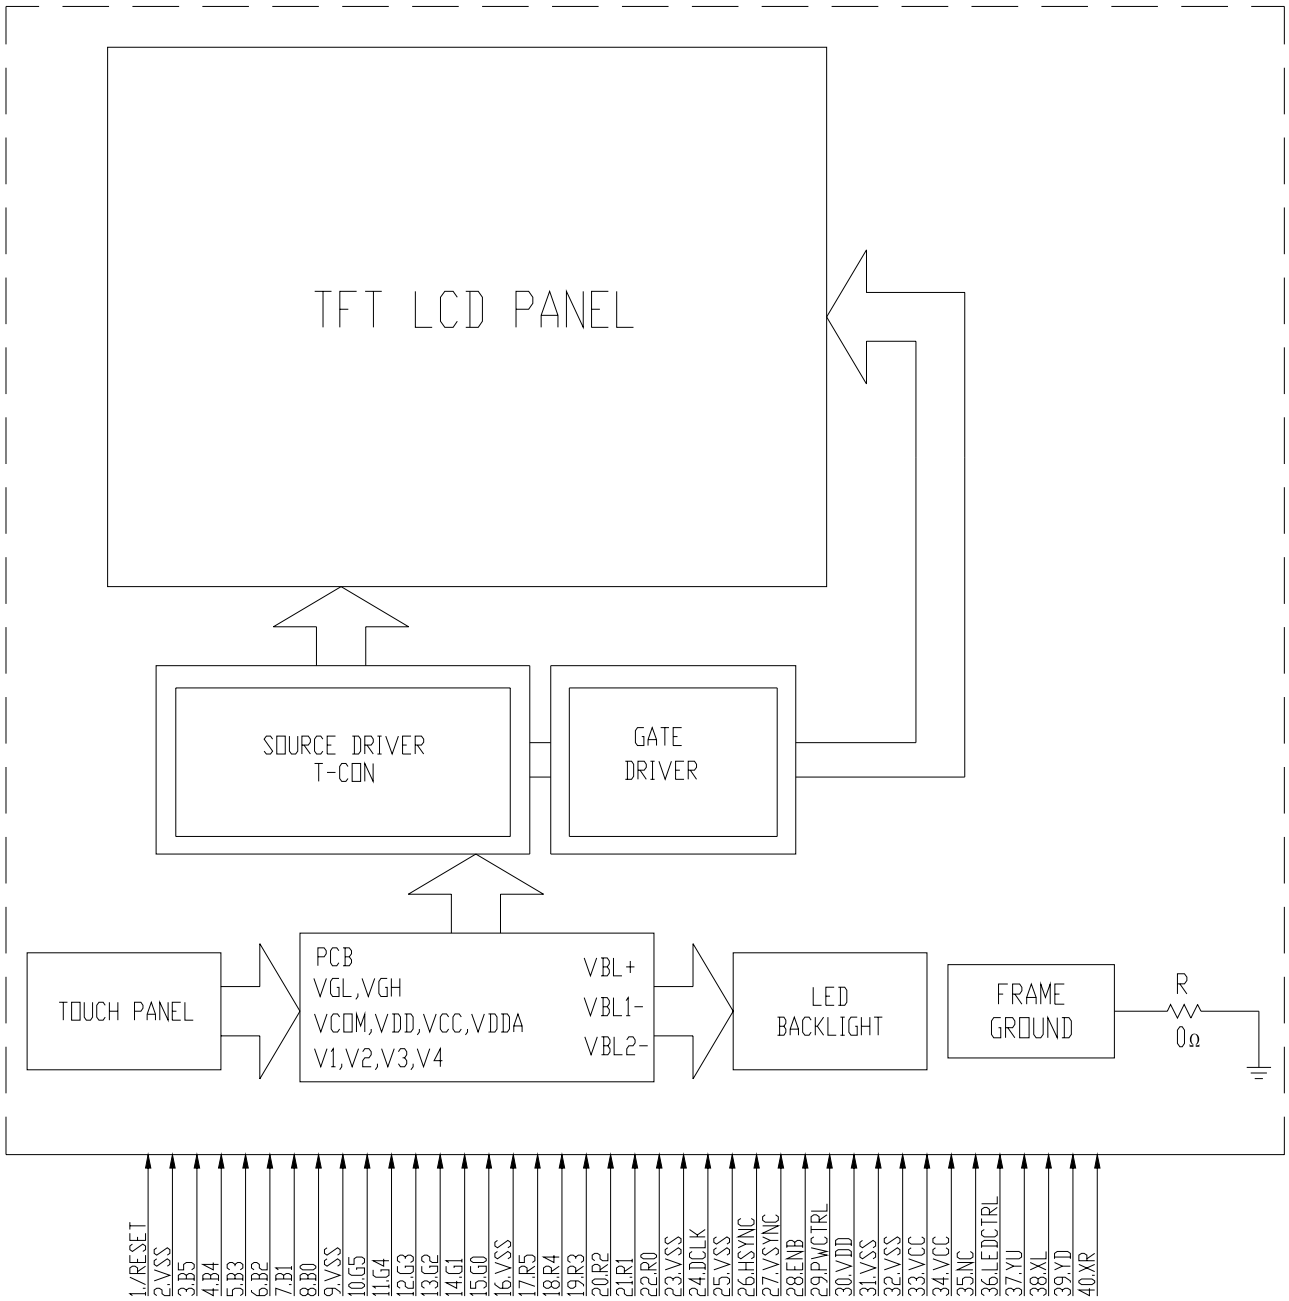 TFT LCD PANEL
SOURCE DRIVER
T-CON
GATE
DRIVER
TOUCH PANEL
PCB
VGL,VGH
VCOM,VDD,VCC,VDDA
V1,V2,V3,V4
VBL+
VBL1-
VBL2-
LED
BACKLIGHT
FRAME
GROUND
R
0Ω
1./RESET
2.VSS
3.B5
4.B4
5.B3
6.B2
7.B1
8.B0
9.VSS
10.G5
11.G4
12.G3
13.G2
14.G1
15.G0
16.VSS
17.R5
18.R4
19.R3
20.R2
21.R1
22.R0
23.VSS
24.DCLK
25.VSS
26.HSYNC
27.VSYNC
28.ENB
29.PWCTRL
30.VDD
31.VSS
32.VSS
33.VCC
34.VCC
35.NC
36.LEDCTRL
37.YU
38.XL
39.YD
40.XR